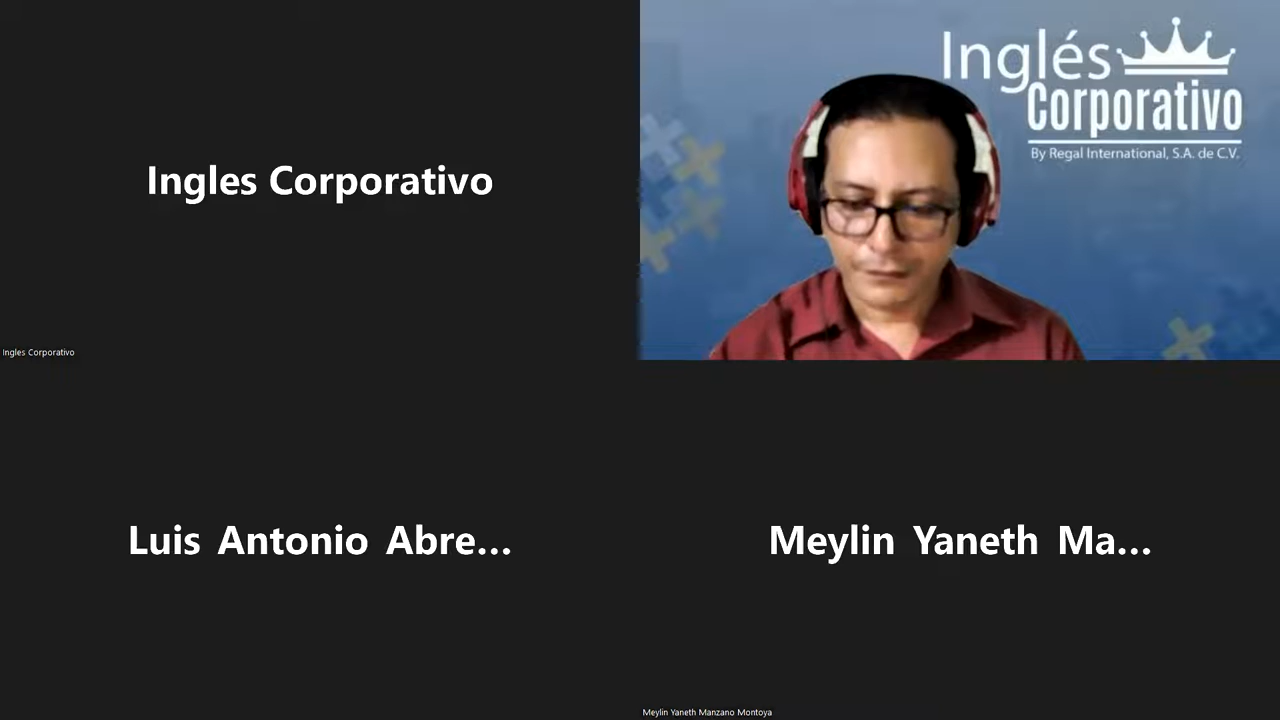 Ingles Corporativo
Ingles Corporativo
Inglés
Corporativo
By Regal International, S.A. de C.V.
Luis Antonio Abre...
Meylin Yaneth Ma...
Meylin Yaneth Manzano Montoya